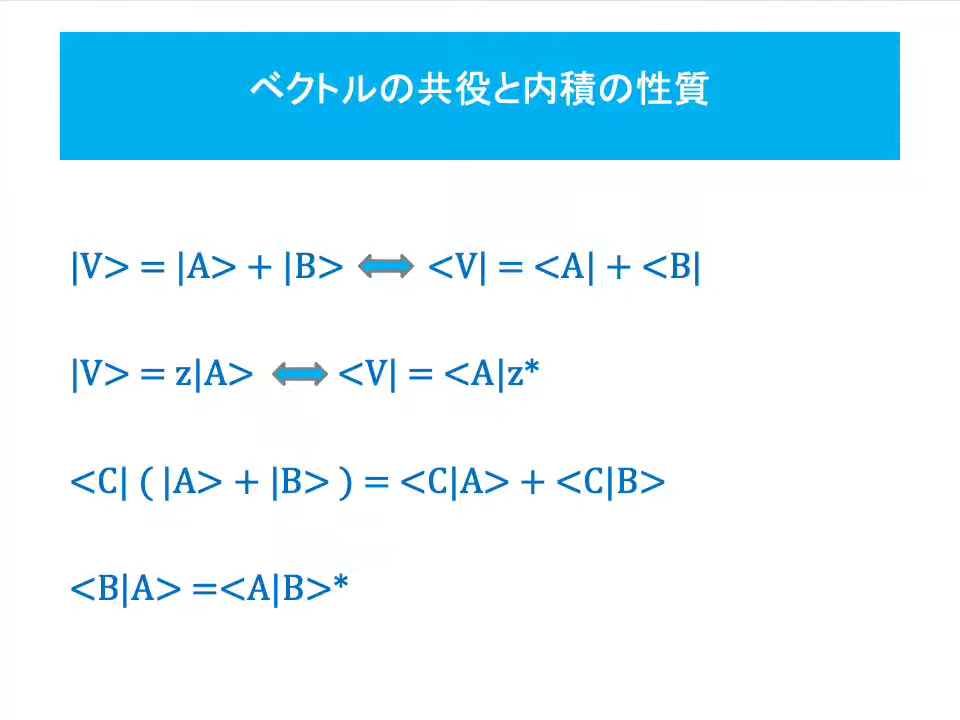 ベクトルの共役と内積の性質
|V> = |A> + |B> ⟺ <V| = <A| + <B|
|V> = z|A> ⟺ <V| = <A|z*
<C| ( |A> + |B> ) = <C|A> + <C|B>
<B|A> =<A|B>*